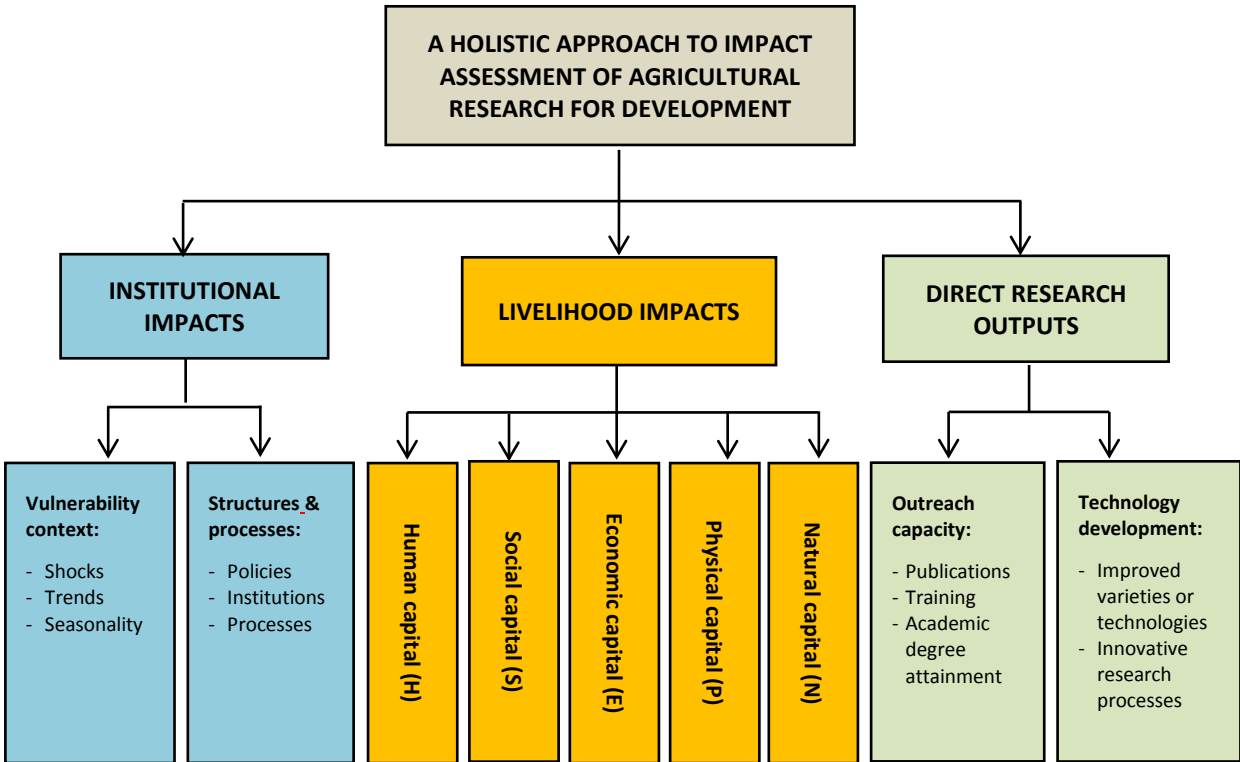 A HOLISTIC APPROACH TO IMPACT
ASSESSMENT OF AGRICULTURAL
RESEARCH FOR DEVELOPMENT
INSTITUTIONAL
IMPACTS
LIVELIHOOD IMPACTS
DIRECT RESEARCH
OUTPUTS
Vulnerability
context:
- Shocks
- Trends
- Seasonality
Structures &
processes:
- Policies
- Institutions
- Processes
Human capital (H)
Social capital (S)
Economic capital (E)
Physical capital (P)
Natural capital (N)
Outreach
capacity:
- Publications
- Training
- Academic
degree
attainment
Technology
development:
- Improved
varieties or
technologies
- Innovative
research
processes